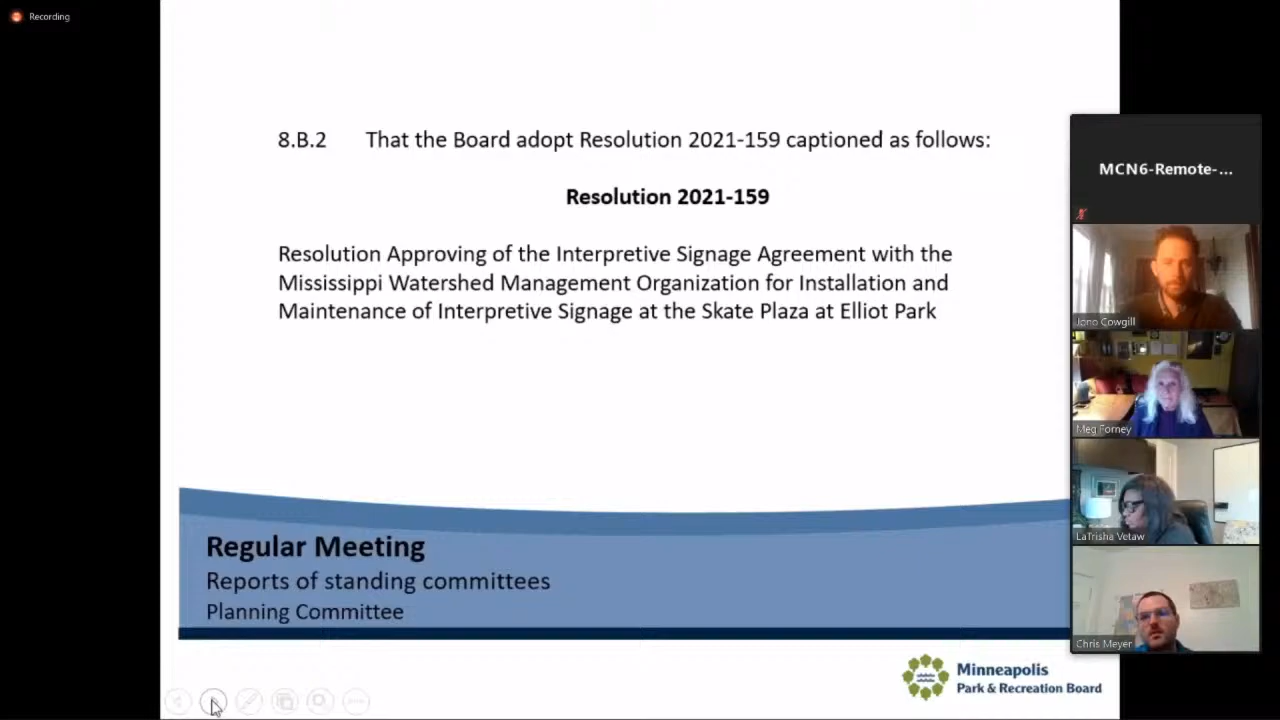 Recording
8.B.2 That the Board adopt Resolution 2021-159 captioned as follows:
Resolution 2021-159
Resolution Approving of the Interpretive Signage Agreement with the
Mississippi Watershed Management Organization for Installation and
Maintenance of Interpretive Signage at the Skate Plaza at Elliot Park
Regular Meeting
Reports of standing committees
Planning Committee
Minneapolis
Park & Recreation Board
MCN6-Remote-...
Jono Cowgill
Meg Forney
LaTrisha Vetaw
Chris Meyer